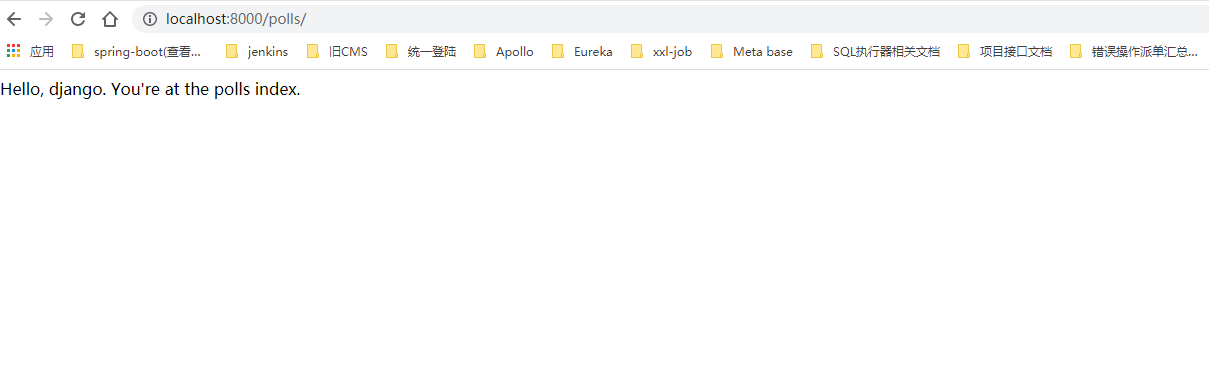 localhost:8000/polls/
应用 spring-boot(查看... jenkins 旧CMS 统一登陆 Apollo Eureka xxl-job Meta base SQL执行器相关文档 项目接口文档 错误操作派单汇总...
Hello, django. You're at the polls index.